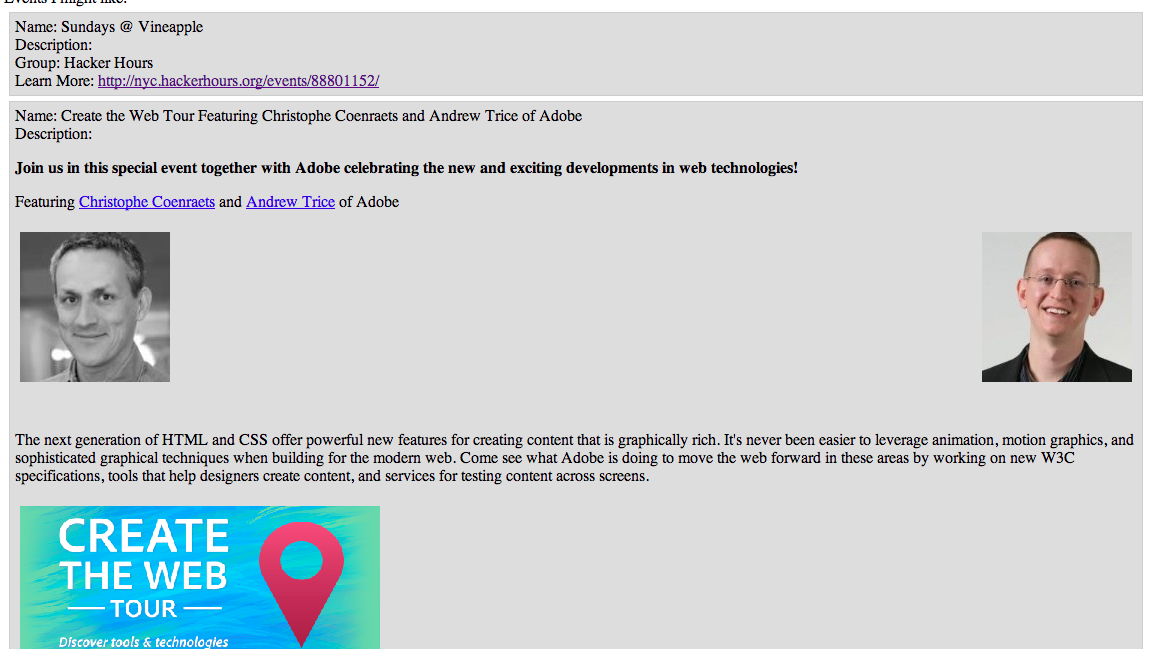 Events I might like:
Name: Sundays @ Vineapple
Description:
Group: Hacker Hours
Learn More: http://nyc.hackerhours.org/events/88801152/
Name: Create the Web Tour Featuring Christophe Coenraets and Andrew Trice of Adobe
Description:
Join us in this special event together with Adobe celebrating the new and exciting developments in web technologies!
Featuring Christophe Coenraets and Andrew Trice of Adobe
The next generation of HTML and CSS offer powerful new features for creating content that is graphically rich. It's never been easier to leverage animation, motion graphics, and
sophisticated graphical techniques when building for the modern web. Come see what Adobe is doing to move the web forward in these areas by working on new W3C
specifications, tools that help designers create content, and services for testing content across screens.
CREATE
THE WEB
TOUR
Discover tools & technologies